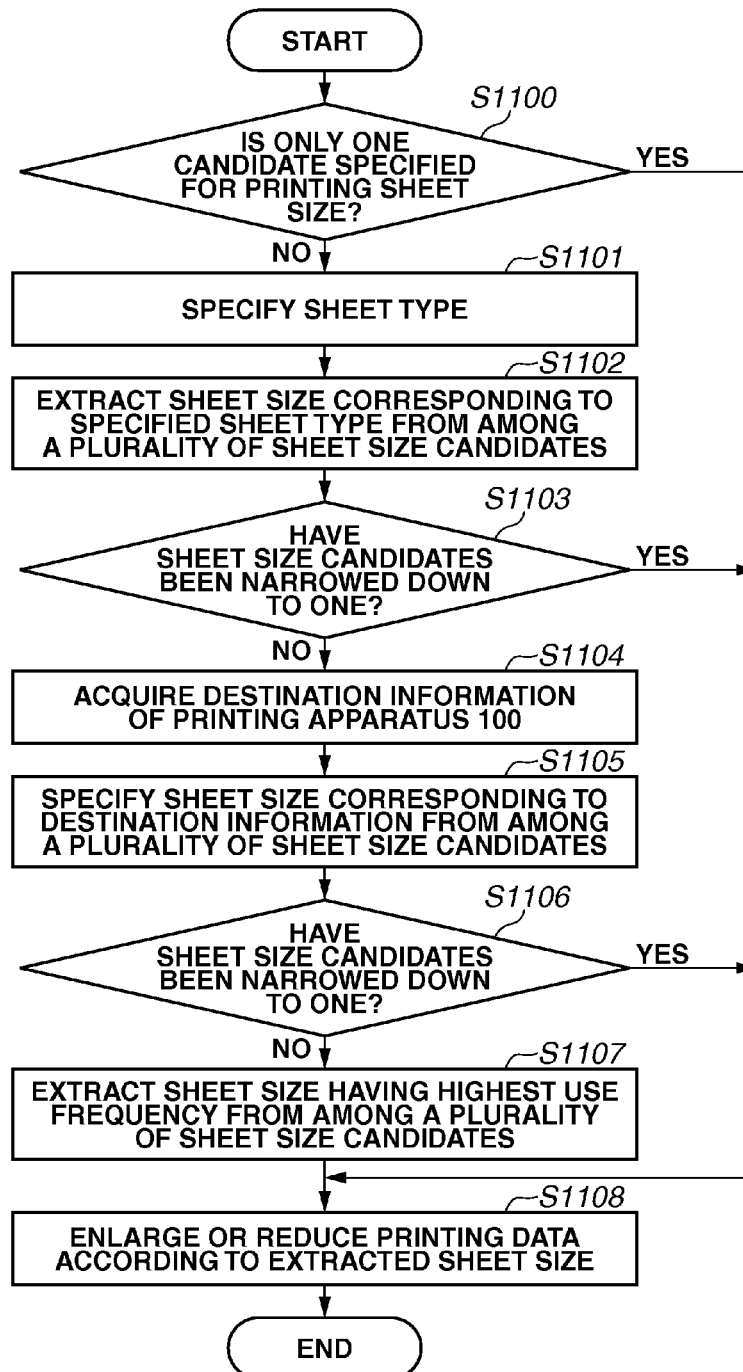 START
S1100
IS ONLY ONE
CANDIDATE SPECIFIED
FOR PRINTING SHEET
SIZE?
YES
NO
S1101
SPECIFY SHEET TYPE
S1102
EXTRACT SHEET SIZE CORRESPONDING TO
SPECIFIED SHEET TYPE FROM AMONG
A PLURALITY OF SHEET SIZE CANDIDATES
S1103
HAVE
SHEET SIZE CANDIDATES
BEEN NARROWED DOWN
TO ONE?
YES
NO
S1104
ACQUIRE DESTINATION INFORMATION
OF PRINTING APPARATUS 100
S1105
SPECIFY SHEET SIZE CORRESPONDING TO
DESTINATION INFORMATION FROM AMONG
A PLURALITY OF SHEET SIZE CANDIDATES
S1106
HAVE
SHEET SIZE CANDIDATES
BEEN NARROWED DOWN
TO ONE?
YES
NO
S1107
EXTRACT SHEET SIZE HAVING HIGHEST USE
FREQUENCY FROM AMONG A PLURALITY
OF SHEET SIZE CANDIDATES
S1108
ENLARGE OR REDUCE PRINTING DATA
ACCORDING TO EXTRACTED SHEET SIZE
END